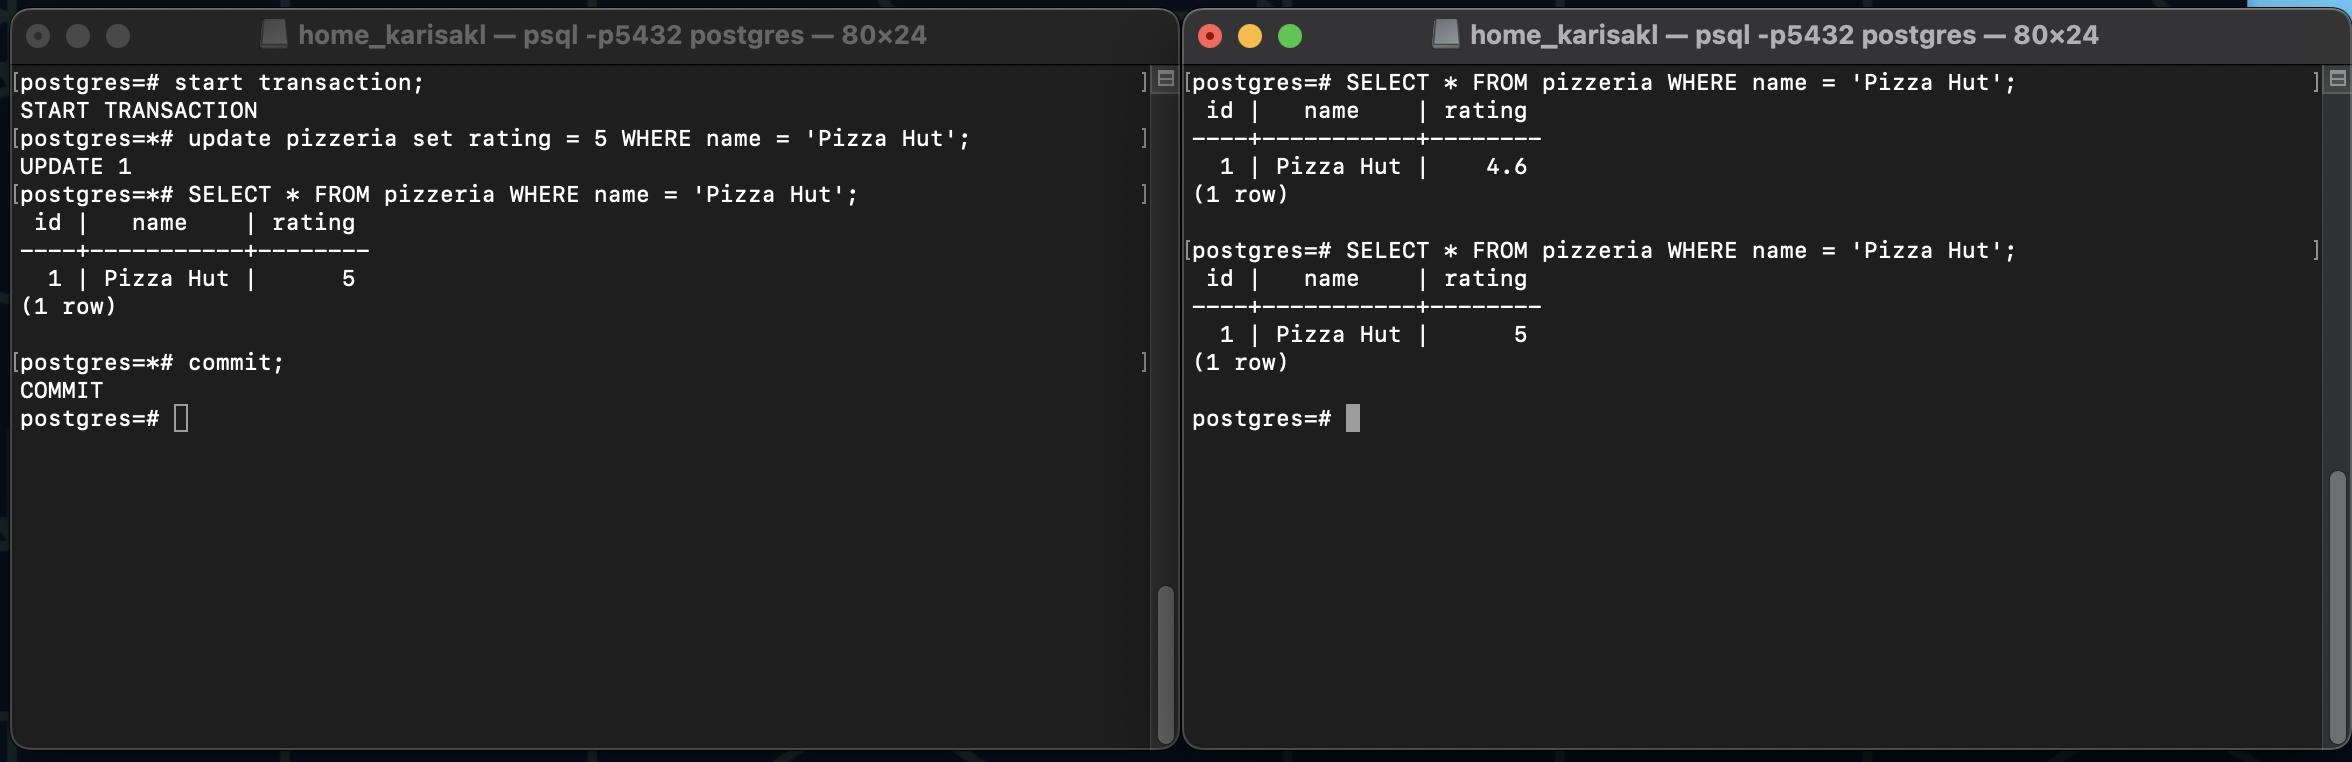 home_karisakl — psql -p5432 postgres — 80×24
[postgres=# start transaction; ]
START TRANSACTION
[postgres=*# update pizzeria set rating = 5 WHERE name = 'Pizza Hut'; ]
UPDATE 1
[postgres=*# SELECT * FROM pizzeria WHERE name = 'Pizza Hut'; ]
 id |   name    | rating
----+-----------+--------
  1 | Pizza Hut |      5
(1 row)

[postgres=*# commit; ]
COMMIT
postgres=#
home_karisakl — psql -p5432 postgres — 80×24
[postgres=# SELECT * FROM pizzeria WHERE name = 'Pizza Hut'; ]
 id |   name    | rating
----+-----------+--------
  1 | Pizza Hut |    4.6
(1 row)

[postgres=# SELECT * FROM pizzeria WHERE name = 'Pizza Hut'; ]
 id |   name    | rating
----+-----------+--------
  1 | Pizza Hut |      5
(1 row)

postgres=#